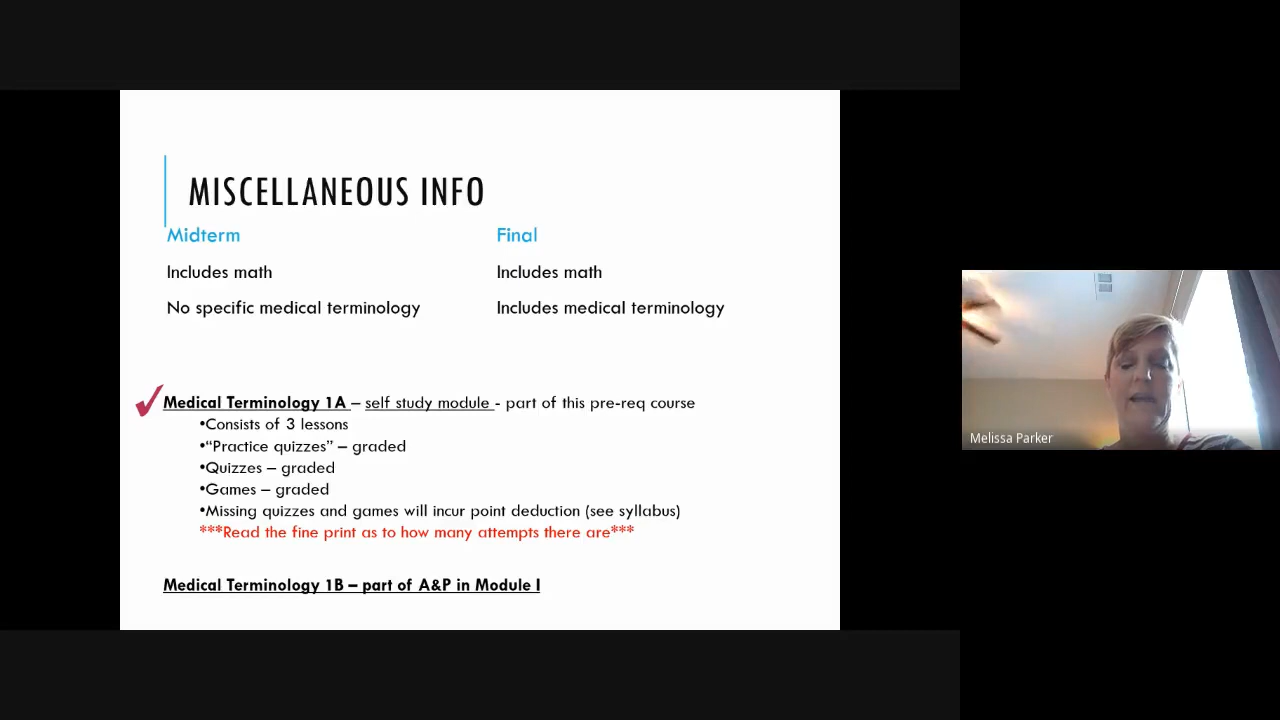 MISCELLANEOUS INFO
Midterm
Includes math
No specific medical terminology
Final
Includes math
Includes medical terminology
Medical Terminology 1A – self study module - part of this pre-req course
•Consists of 3 lessons
•“Practice quizzes” – graded
•Quizzes – graded
•Games – graded
•Missing quizzes and games will incur point deduction (see syllabus)
***Read the fine print as to how many attempts there are***
Medical Terminology 1B – part of A&P in Module I
Melissa Parker